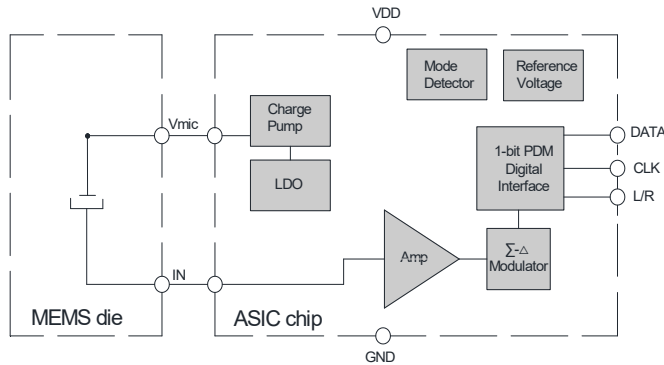 VDD
Mode
Detector
Reference
Voltage
Vmic
Charge
Pump
LDO
1-bit PDM
Digital
Interface
DATA
CLK
L/R
Amp
∑-△
Modulator
IN
MEMS die
ASIC chip
GND